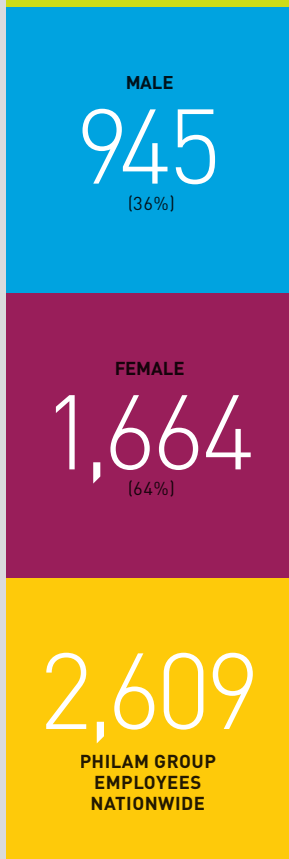 MALE
945
(36%)
FEMALE
1,664
(64%)
2,609
PHILAM GROUP
EMPLOYEES
NATIONWIDE